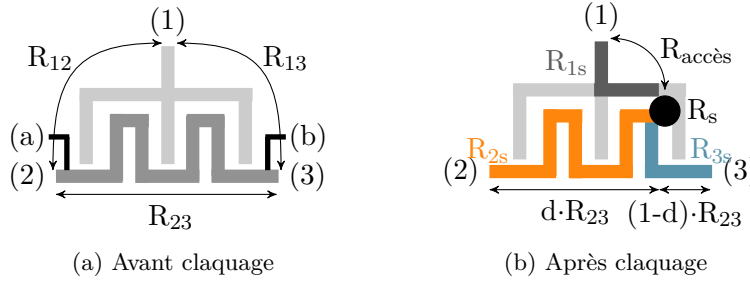 (1)
R12
R13
(a)
(b)
(2)
(3)
R23
(a) Avant claquage
(1)
R1s
Raccès
Rs
R2s
R3s
(2)
(3)
d·R23
(1-d)·R23
(b) Après claquage